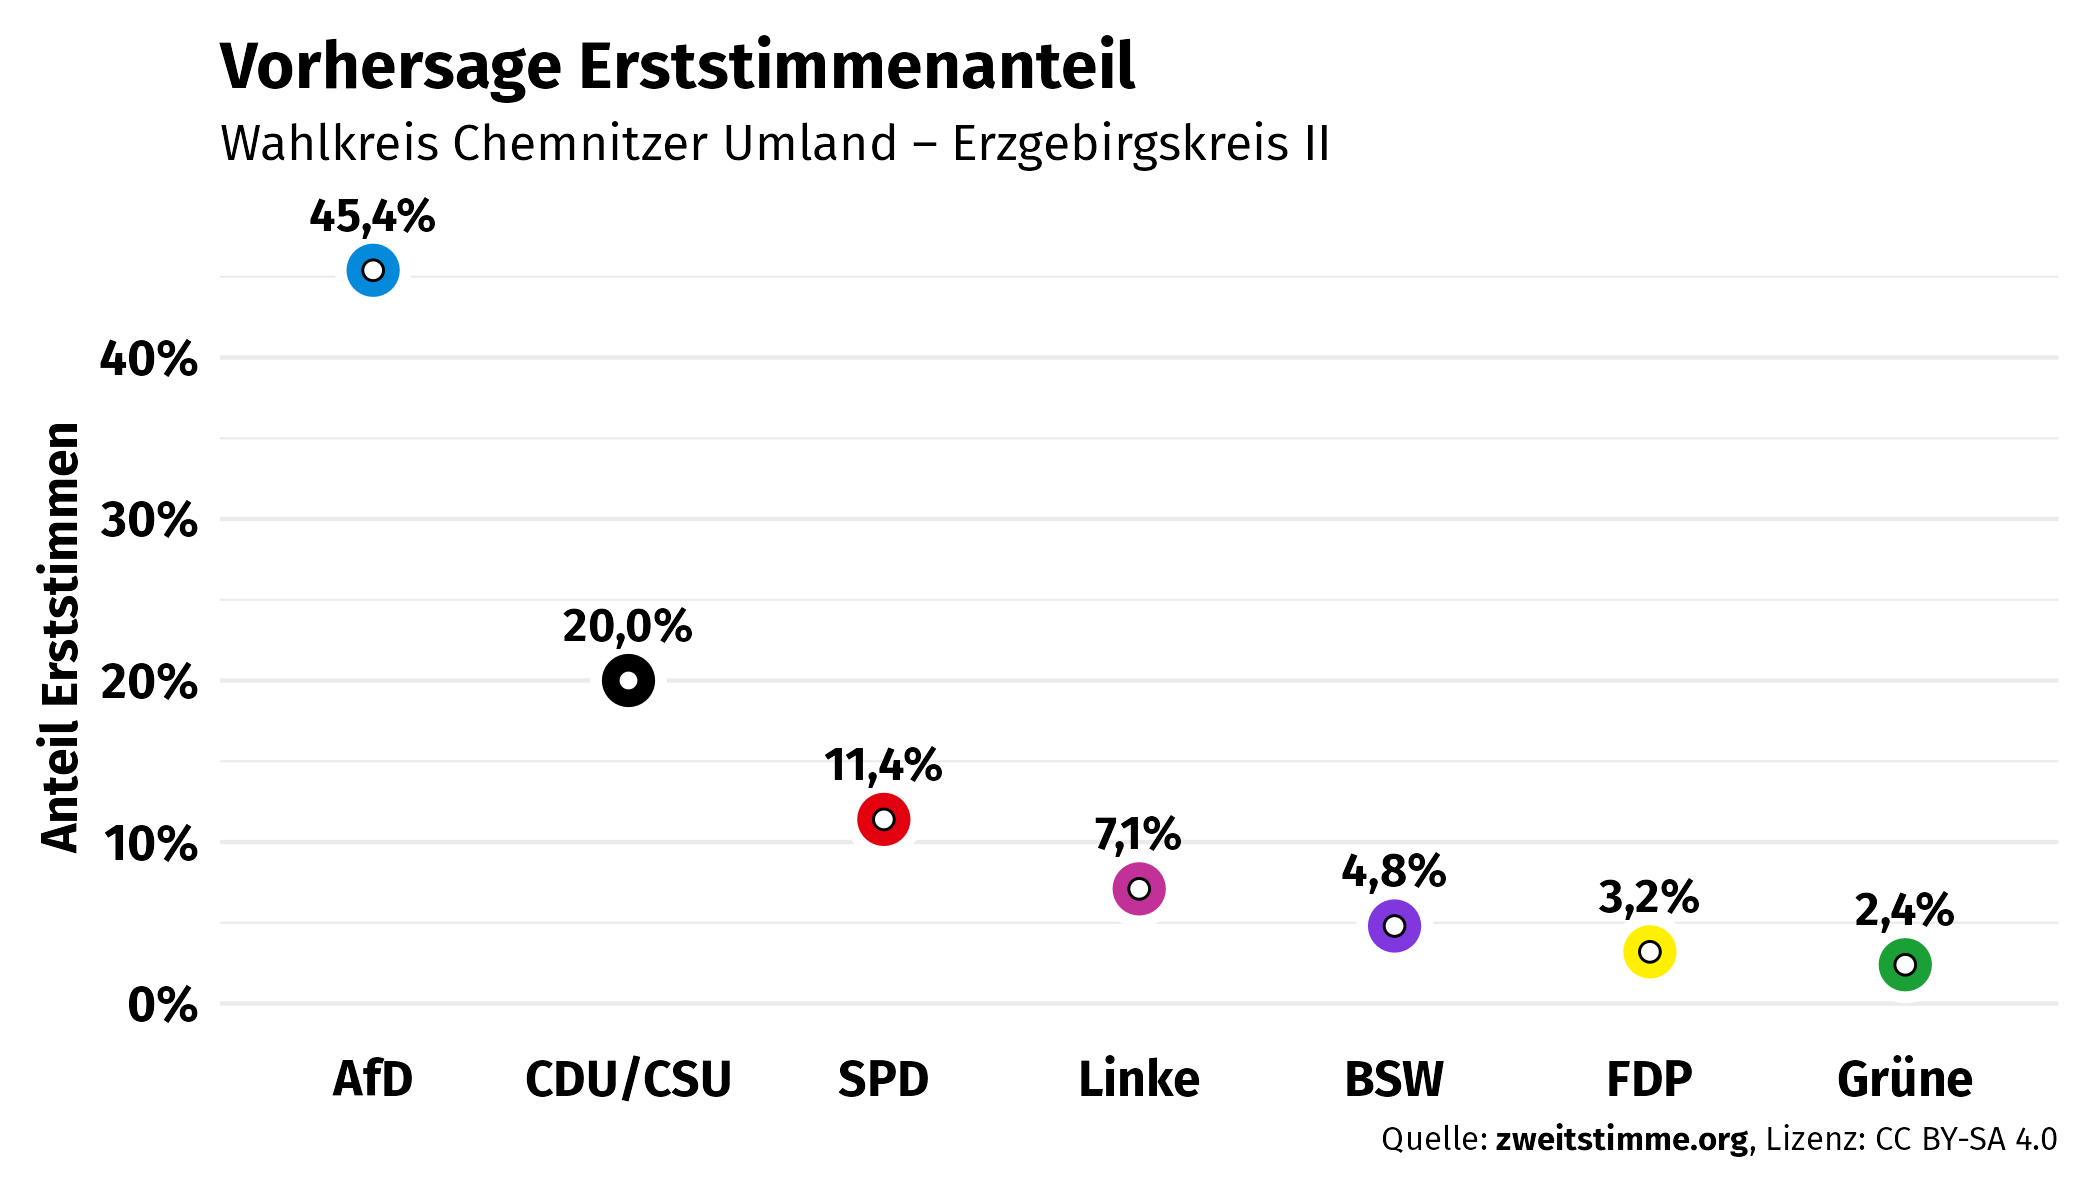 Vorhersage Erststimmenanteil
Wahlkreis Chemnitzer Umland – Erzgebirgskreis II
Anteil Erststimmen
40%
30%
20%
10%
0%
45,4%
20,0%
11,4%
7,1%
4,8%
3,2%
2,4%
AfD CDU/CSU SPD Linke BSW FDP Grüne
Quelle: zweitstimme.org, Lizenz: CC BY-SA 4.0